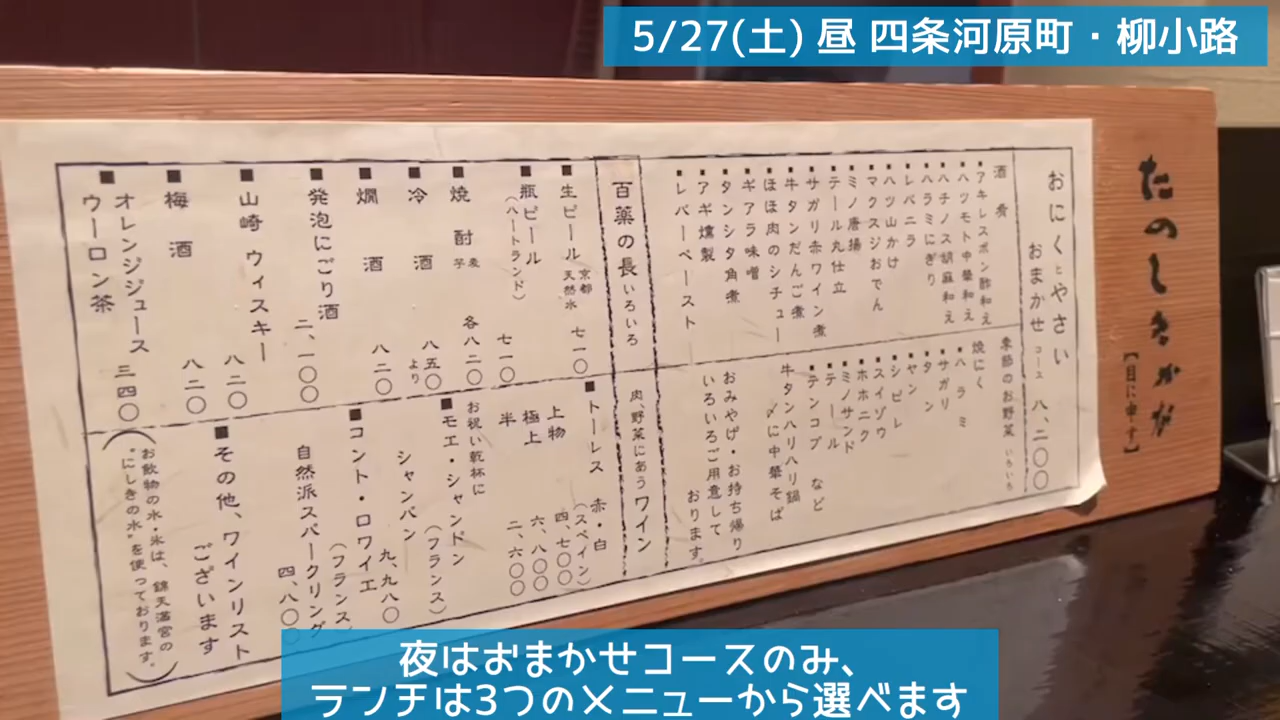 5/27(土) 昼 四条河原町・柳小路
たのしきかな
【目に申す】
おにくとやさい
おまかせ コース 八、二〇〇
酒肴
▪アキレスポン酢和え
▪ハツモト中華和え
▪ハチノス胡麻和え
▪ハラミにぎり
▪レバニラ
▪ハツ山かけ
▪マクスジおでん
▪ミノ唐揚
▪テール丸仕立
▪サガリ赤ワイン煮
▪牛タンだんご煮
▪ほほ肉のシチュー
▪ギアラ味噌
▪タンシタ角煮
▪アギ燻製
▪レバーペースト
季節のお野菜 いろいろ
焼にく
▪ハラミ
▪サガリ
▪タン
▪ヤン
▪シビレ
▪スイゾウ
▪ホホニク
▪ミノサンド
▪テール
▪テンコブ など
牛タンハリハリ鍋
〆に中華そば
おみやげ・お持ち帰り
いろいろご用意して
おります。
百薬の長いろいろ
■生ビール 京都天然水 七一〇
■瓶ビール(ハートランド) 七一〇
■焼酎 麦 芋 各八二〇
■冷酒 八五〇より
■燗酒 八二〇
■発泡にごり酒 二、一〇〇
■山崎 ウィスキー 八二〇
■梅酒 八二〇
■オレンジジュース
ウーロン茶 三四〇
肉、野菜にあうワイン
■トーレス 赤・白
(スペイン)
上物 四、七〇〇
極上 六、八〇〇
半 二、六〇〇
お祝い乾杯に
■モエ・シャンドン
(フランス)
シャンパン 九、九八〇
■コント・ロワイエ
(フランス)
自然派スパークリング 四、八〇〇
■その他、ワインリスト
ございます
(お飲物の水・氷は、錦天満宮の
"にしきの水"を使っております。)
夜はおまかせコースのみ、
ランチは3つのメニューから選べます